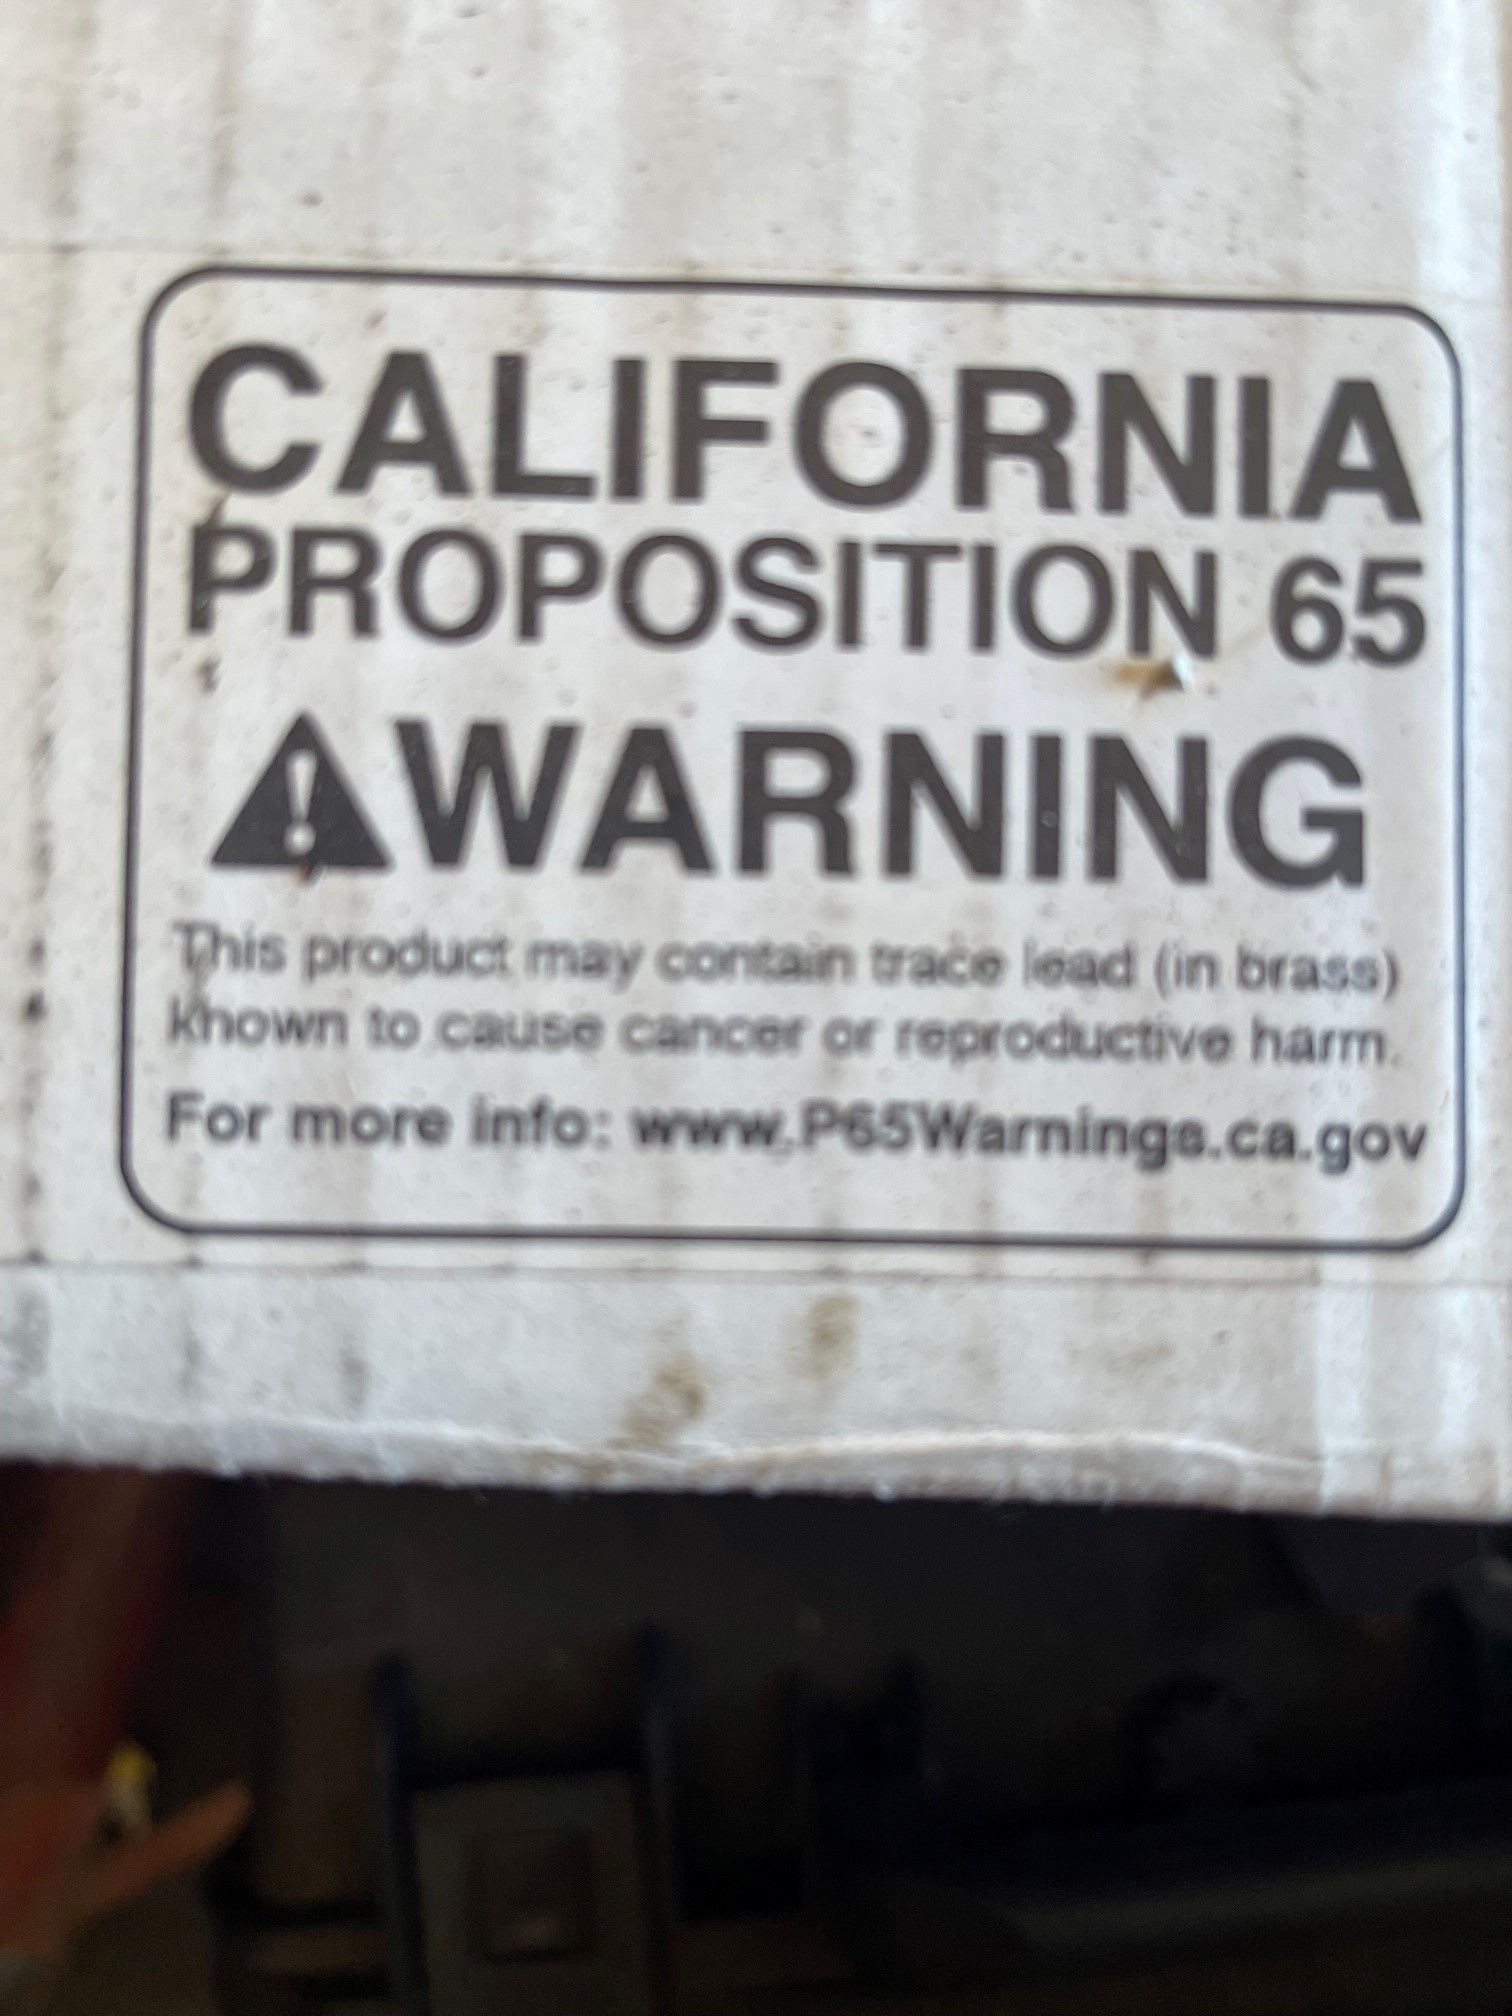 CALIFORNIA
PROPOSITION 65
⚠WARNING
This product may contain trace lead (in brass)
known to cause cancer or reproductive harm.
For more info: www.P65Warnings.ca.gov